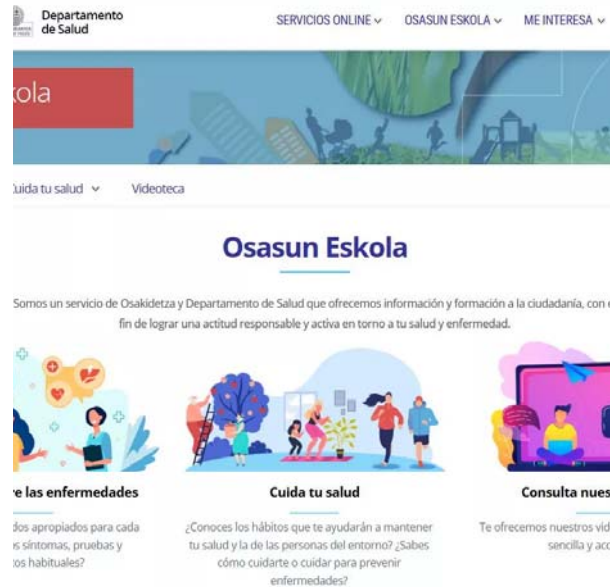 Departamento
de Salud
SERVICIOS ONLINE
OSASUN ESKOLA
ME INTERESA
kola
Cuida tu salud
Videoteca
Osasun Eskola
Somos un servicio de Osakidetza y Departamento de Salud que ofrecemos información y formación a la ciudadanía, con e
fin de lograr una actitud responsable y activa en torno a tu salud y enfermedad.
re las enfermedades
dos apropiados para cada
s síntomas, pruebas y
os habituales?
Cuida tu salud
¿Conoces los hábitos que te ayudarán a mantener
tu salud y la de las personas del entorno? ¿Sabes
cómo cuidarte o cuidar para prevenir
enfermedades?
Consulta nues
Te ofrecemos nuestros vid
sencilla y acc